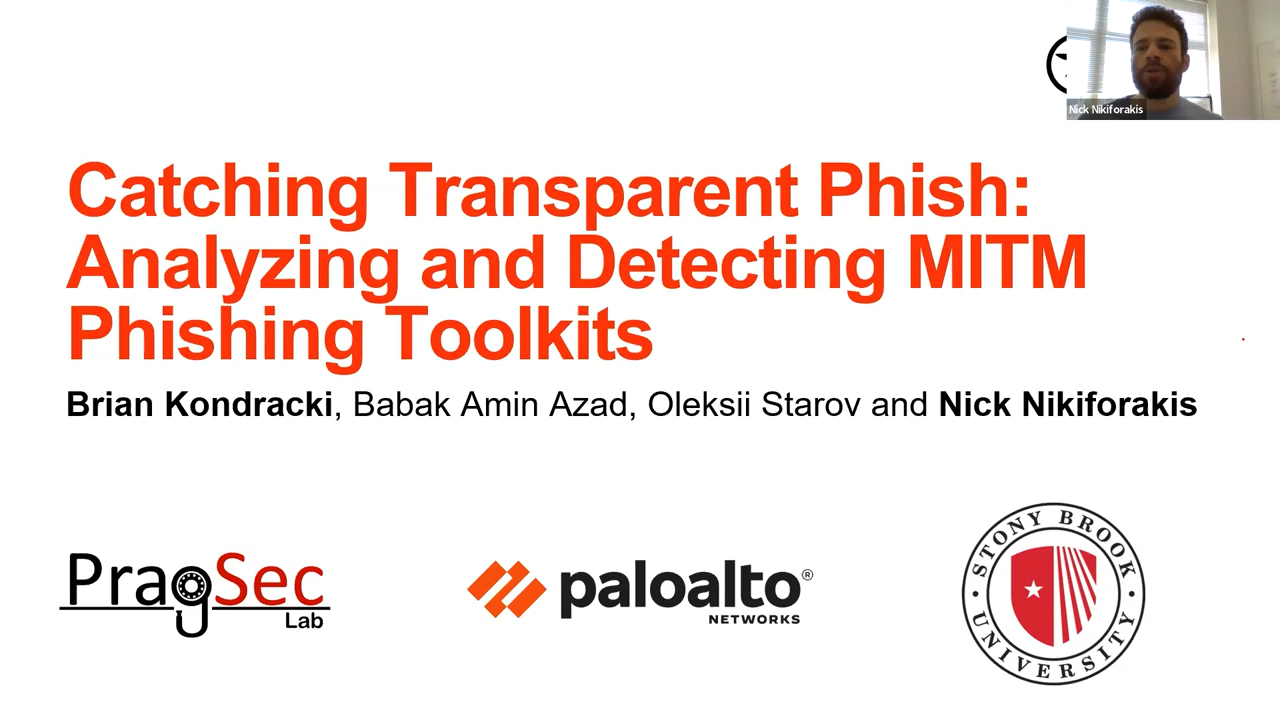 Nick Nikiforakis
Catching Transparent Phish:
Analyzing and Detecting MITM
Phishing Toolkits
Brian Kondracki, Babak Amin Azad, Oleksii Starov and Nick Nikiforakis
PragSec
Lab
paloalto®
NETWORKS
STONY BROOK
UNIVERSITY